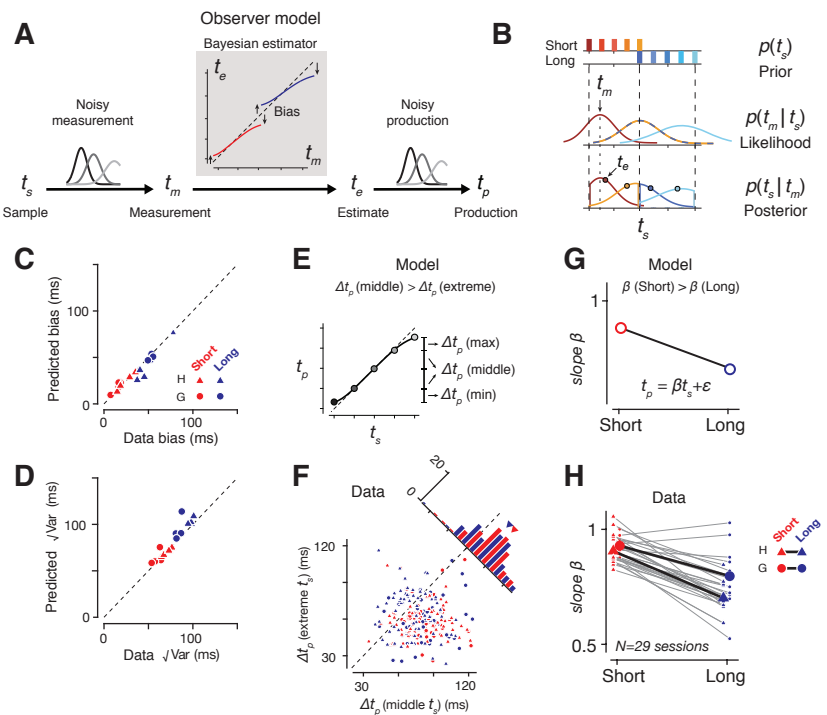 A
Observer model
Bayesian estimator
t_e
Bias
t_m
Noisy
measurement
Noisy
production
t_s
t_m
t_e
t_p
Sample
Measurement
Estimate
Production
B
Short
Long
p(t_s)
Prior
t_m
p(t_m|t_s)
Likelihood
t_e
p(t_s|t_m)
Posterior
t_s
C
Predicted bias (ms)
100
0
0
100
Data bias (ms)
Short
Long
H
G
D
Predicted √Var (ms)
100
0
0
100
Data √Var (ms)
E
Model
Δt_p (middle) > Δt_p (extreme)
t_p
Δt_p (max)
Δt_p (middle)
Δt_p (min)
t_s
F
Data
0
20
Δt_p (extreme t_s) (ms)
120
30
30
120
Δt_p (middle t_s) (ms)
G
Model
β (Short) > β (Long)
1
slope β
t_p = βt_s+ε
Short
Long
H
Data
1
0.5
slope β
N=29 sessions
Short
Long
Short
Long
H
G